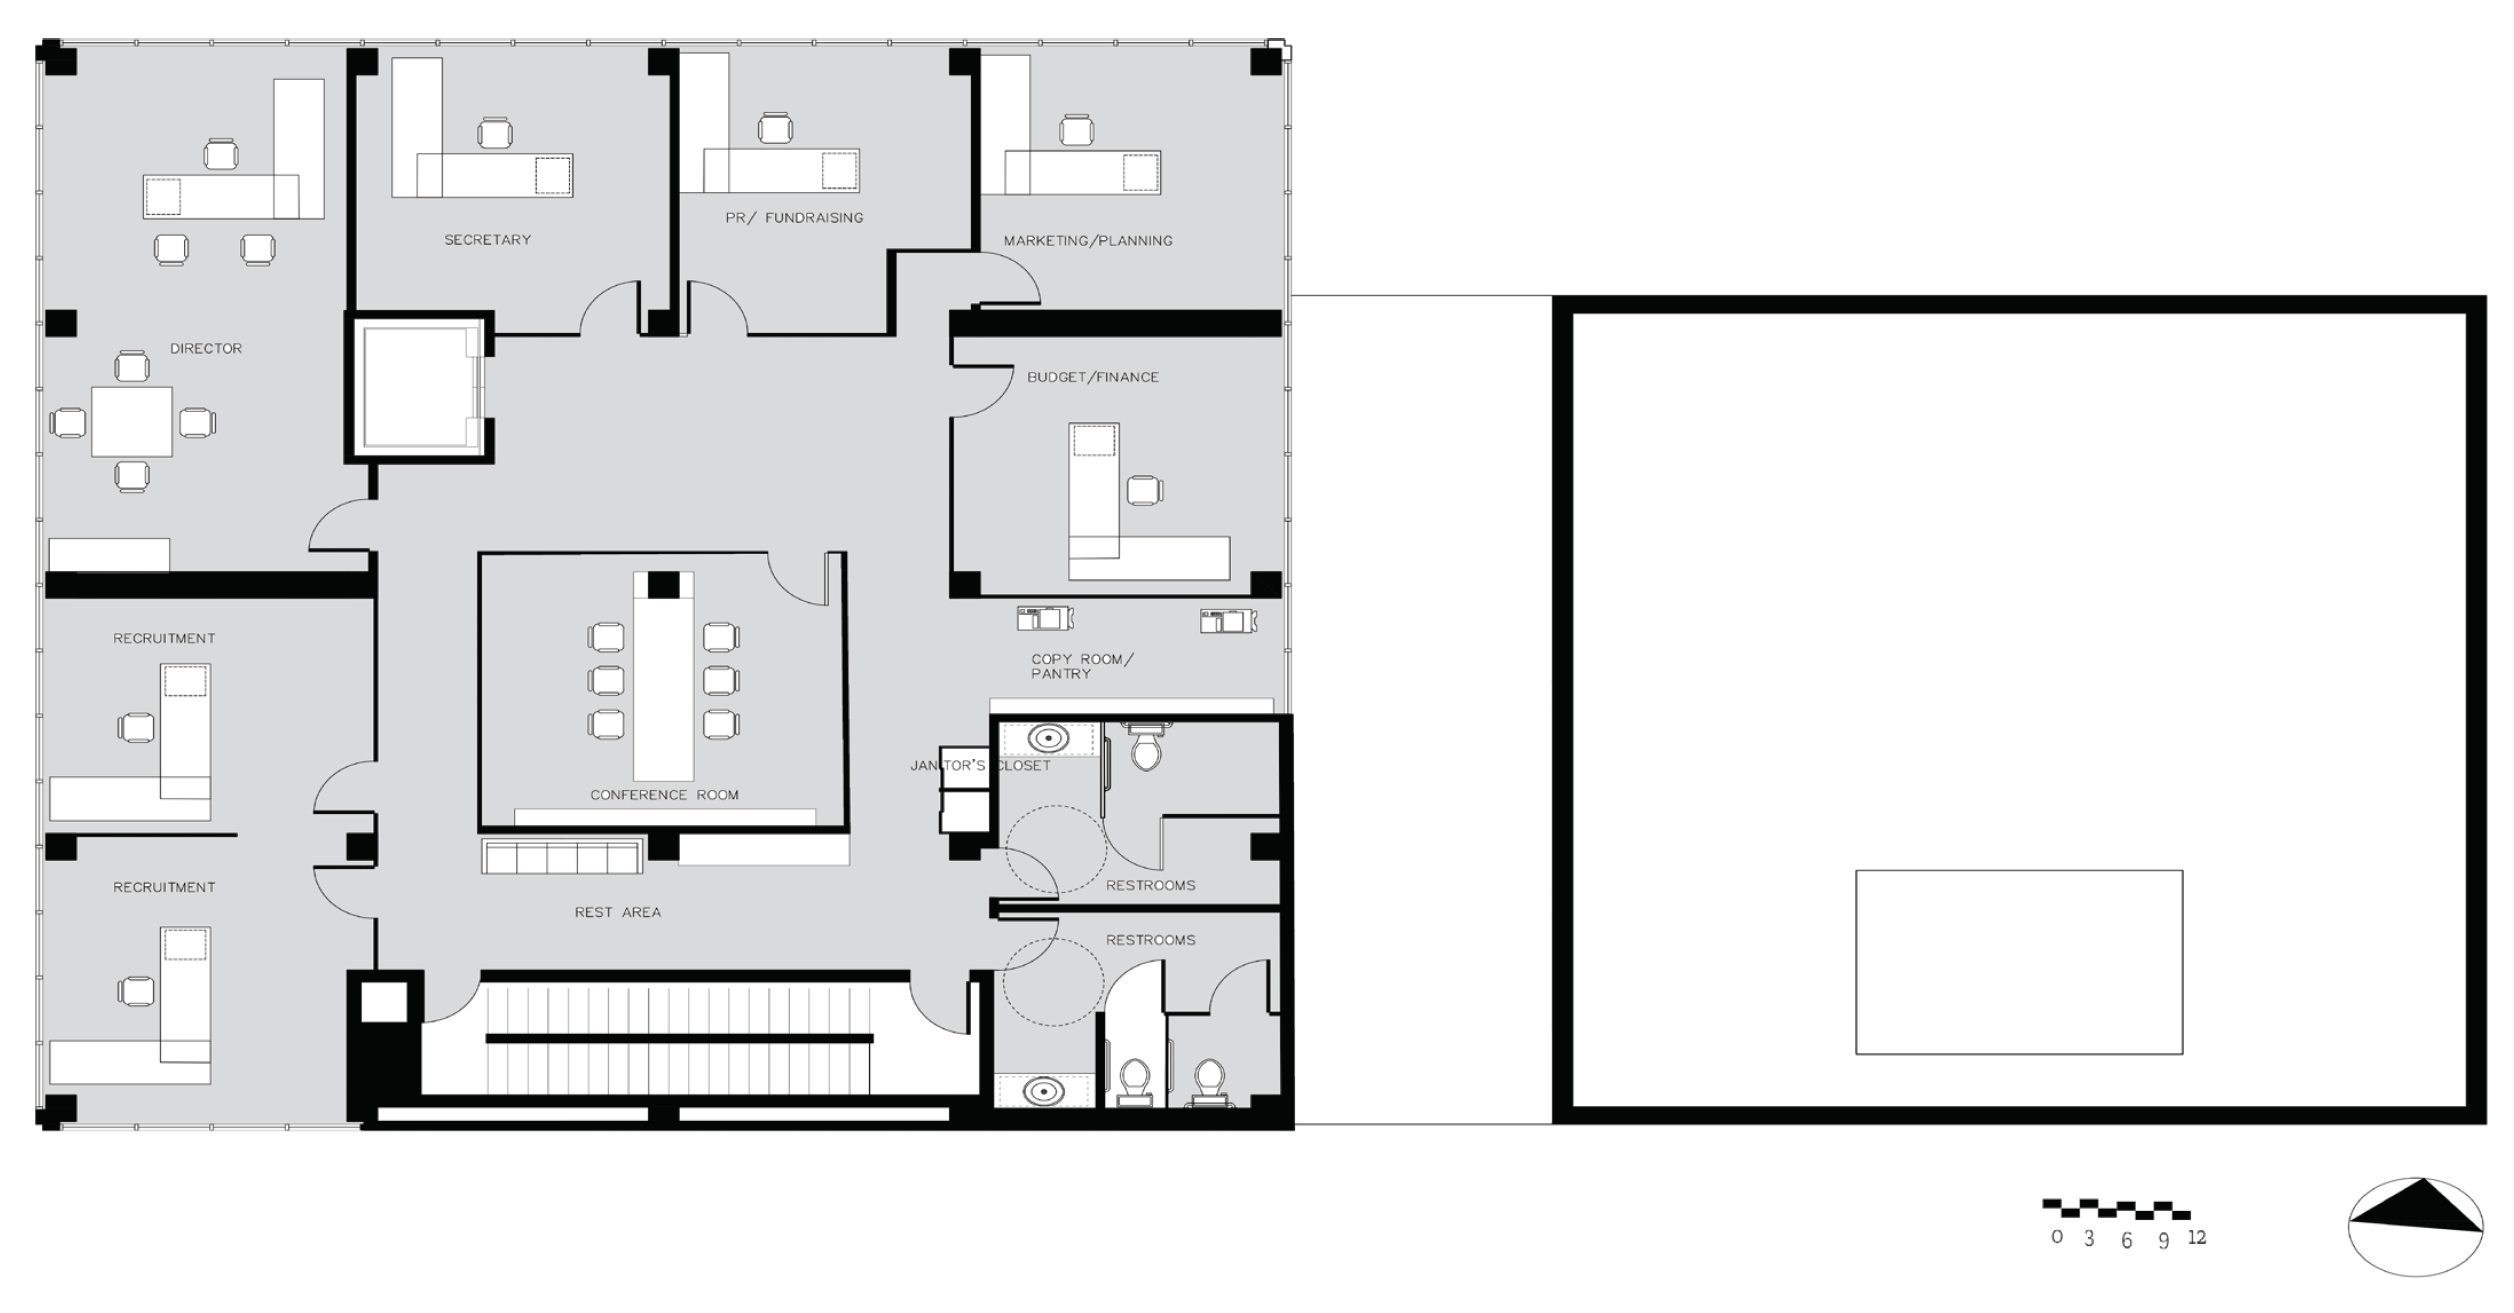 SECRETARY
PR/ FUNDRAISING
MARKETING/PLANNING
DIRECTOR
BUDGET/FINANCE
RECRUITMENT
COPY ROOM/
PANTRY
JANITOR'S CLOSET
CONFERENCE ROOM
RECRUITMENT
RESTROOMS
REST AREA
RESTROOMS
0 3 6 9 12